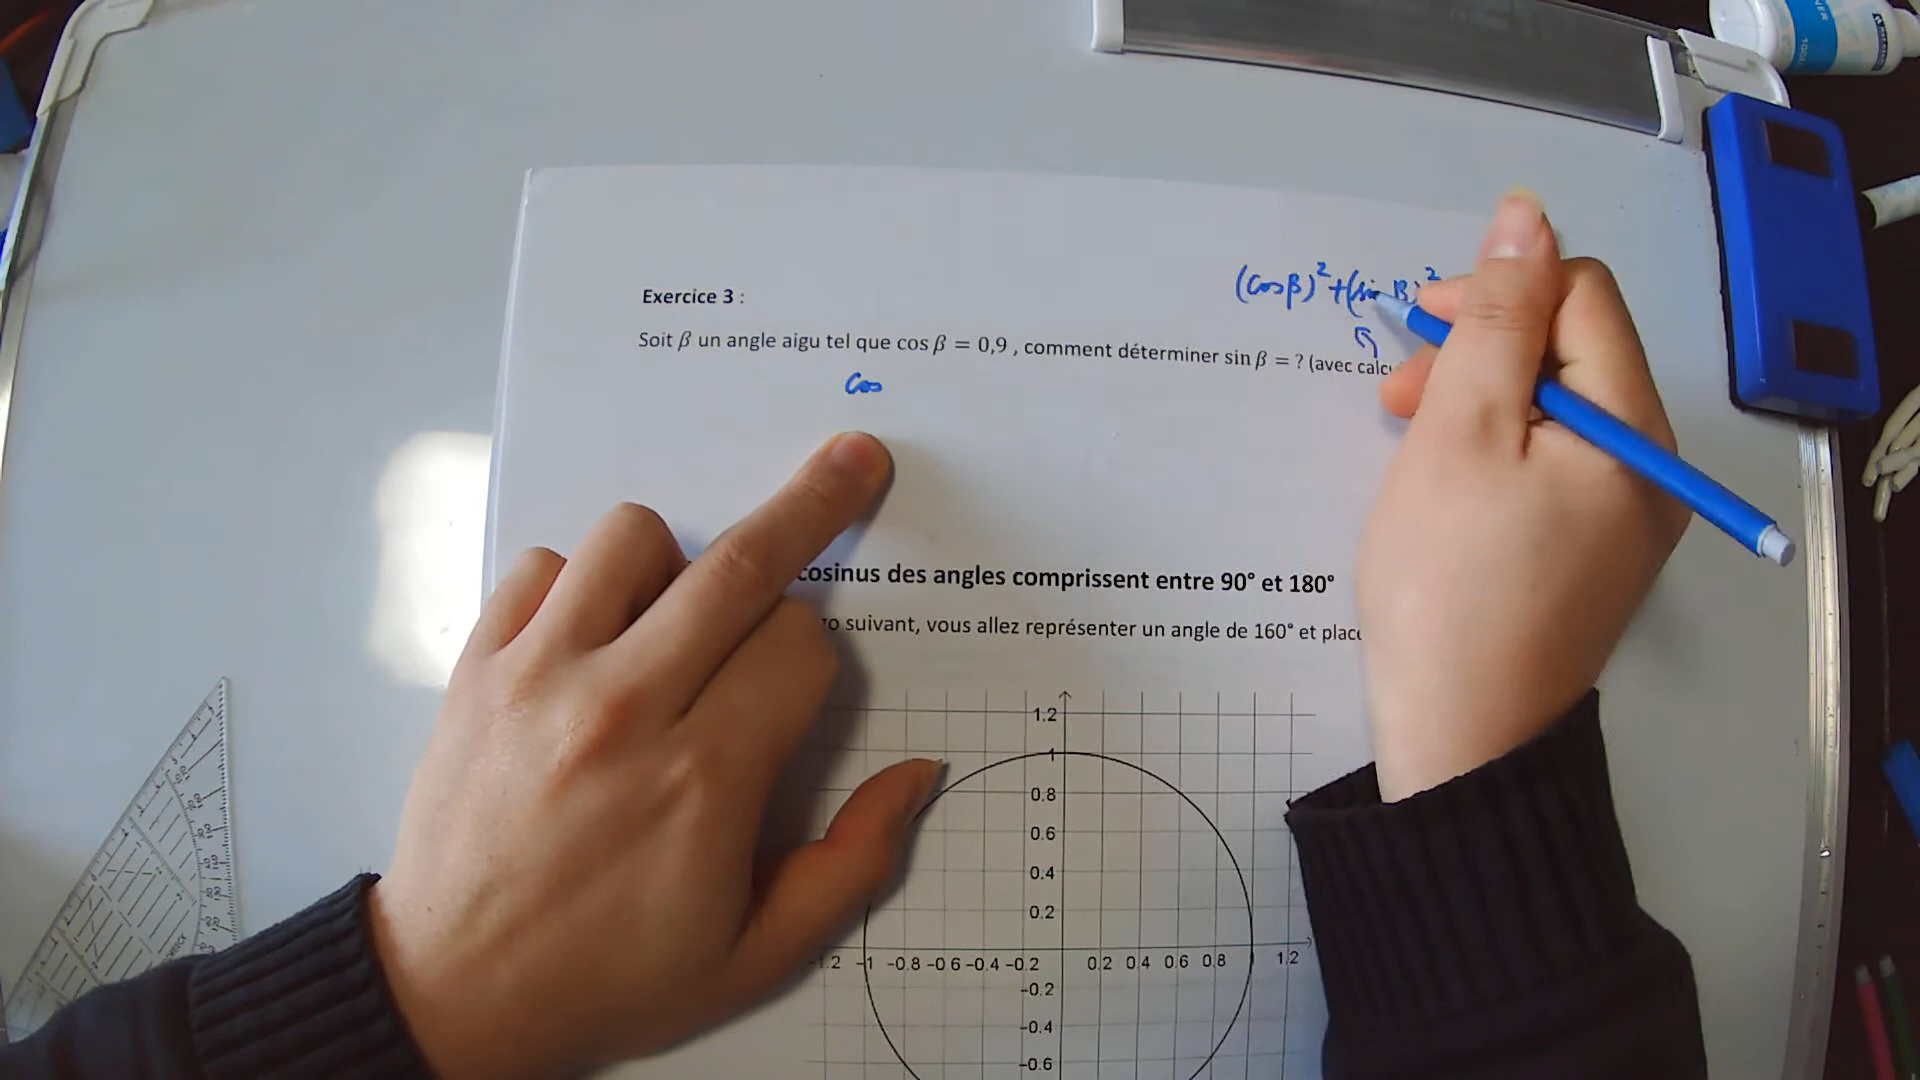 (cosβ)²+(sin β)²
Exercice 3 :
Soit β un angle aigu tel que cos β = 0,9 , comment déterminer sin β = ? (avec
cos
cosinus des angles comprissent entre 90° et 180°
suivant, vous allez représenter un angle de 160° et
1.2
1
0.8
0.6
0.4
0.2
-1.2 -1 -0.8 -0.6 -0.4 -0.2 0.2 0.4 0.6 0.8 1.2
-0.2
-0.4
-0.6